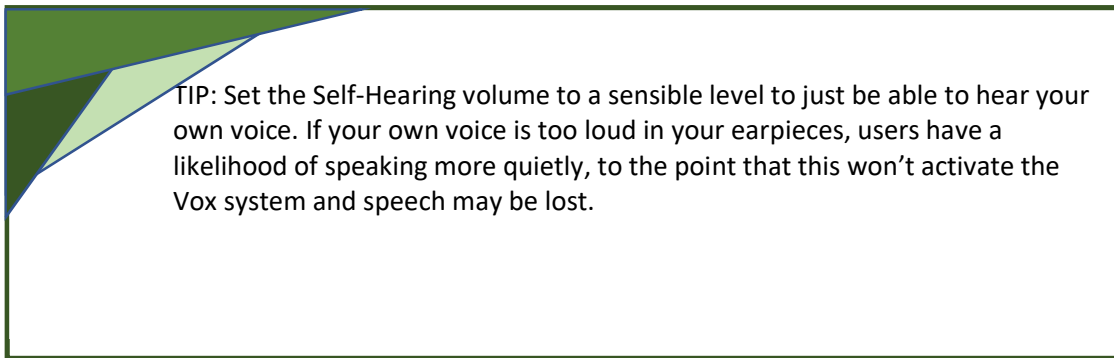 TIP: Set the Self-Hearing volume to a sensible level to just be able to hear your
own voice. If your own voice is too loud in your earpieces, users have a
likelihood of speaking more quietly, to the point that this won’t activate the
Vox system and speech may be lost.